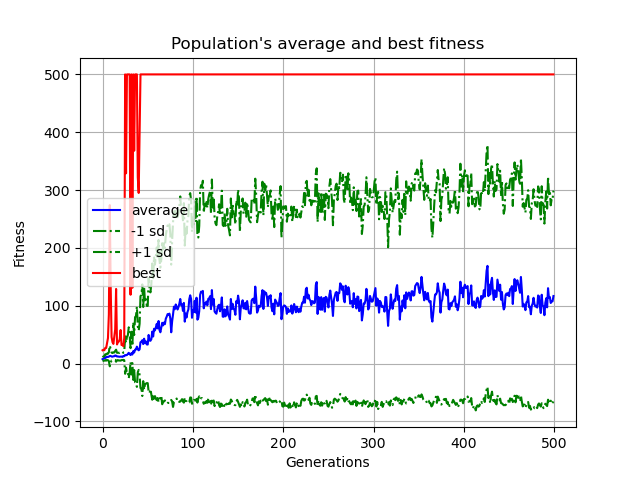 Population's average and best fitness
Fitness
500
400
300
200
100
0
−100
average
-1 sd
+1 sd
best
0 100 200 300 400 500
Generations